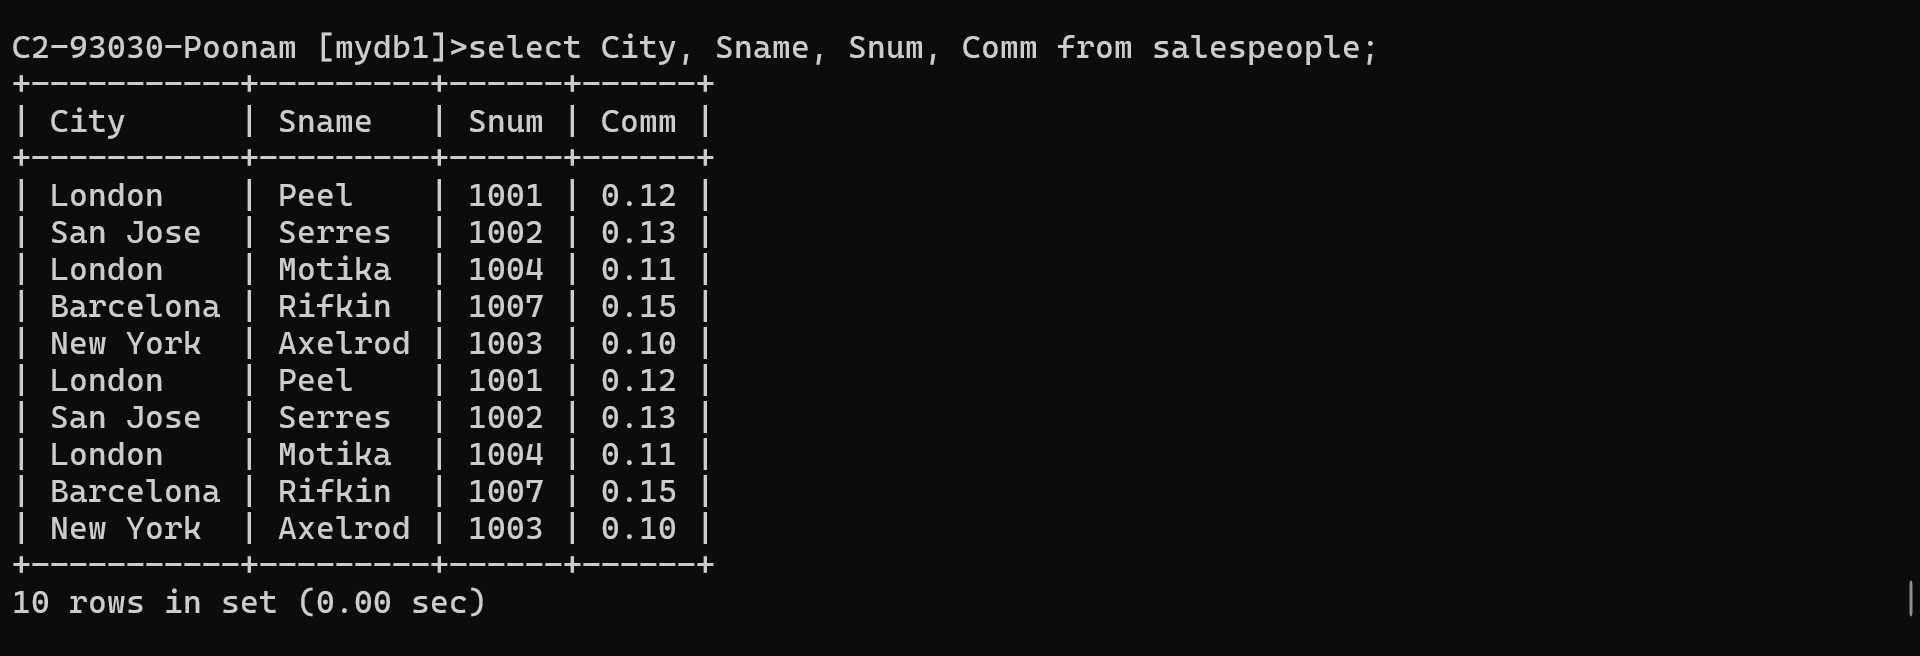 C2-93030-Poonam [mydb1]>select City, Sname, Snum, Comm from salespeople;
+-----------+---------+------+------+
| City      | Sname   | Snum | Comm |
+-----------+---------+------+------+
| London    | Peel    | 1001 | 0.12 |
| San Jose  | Serres  | 1002 | 0.13 |
| London    | Motika  | 1004 | 0.11 |
| Barcelona | Rifkin  | 1007 | 0.15 |
| New York  | Axelrod | 1003 | 0.10 |
| London    | Peel    | 1001 | 0.12 |
| San Jose  | Serres  | 1002 | 0.13 |
| London    | Motika  | 1004 | 0.11 |
| Barcelona | Rifkin  | 1007 | 0.15 |
| New York  | Axelrod | 1003 | 0.10 |
+-----------+---------+------+------+
10 rows in set (0.00 sec)